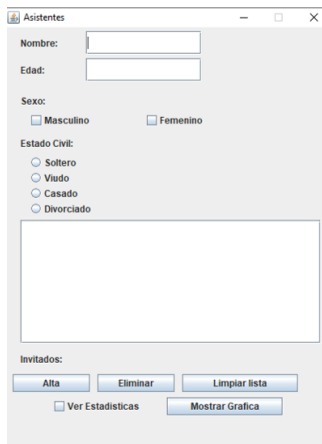 Asistentes
Nombre:
Edad:
Sexo:
Masculino Femenino
Estado Civil:
Soltero
Viudo
Casado
Divorciado
Invitados:
Alta Eliminar Limpiar lista
Ver Estadisticas Mostrar Grafica